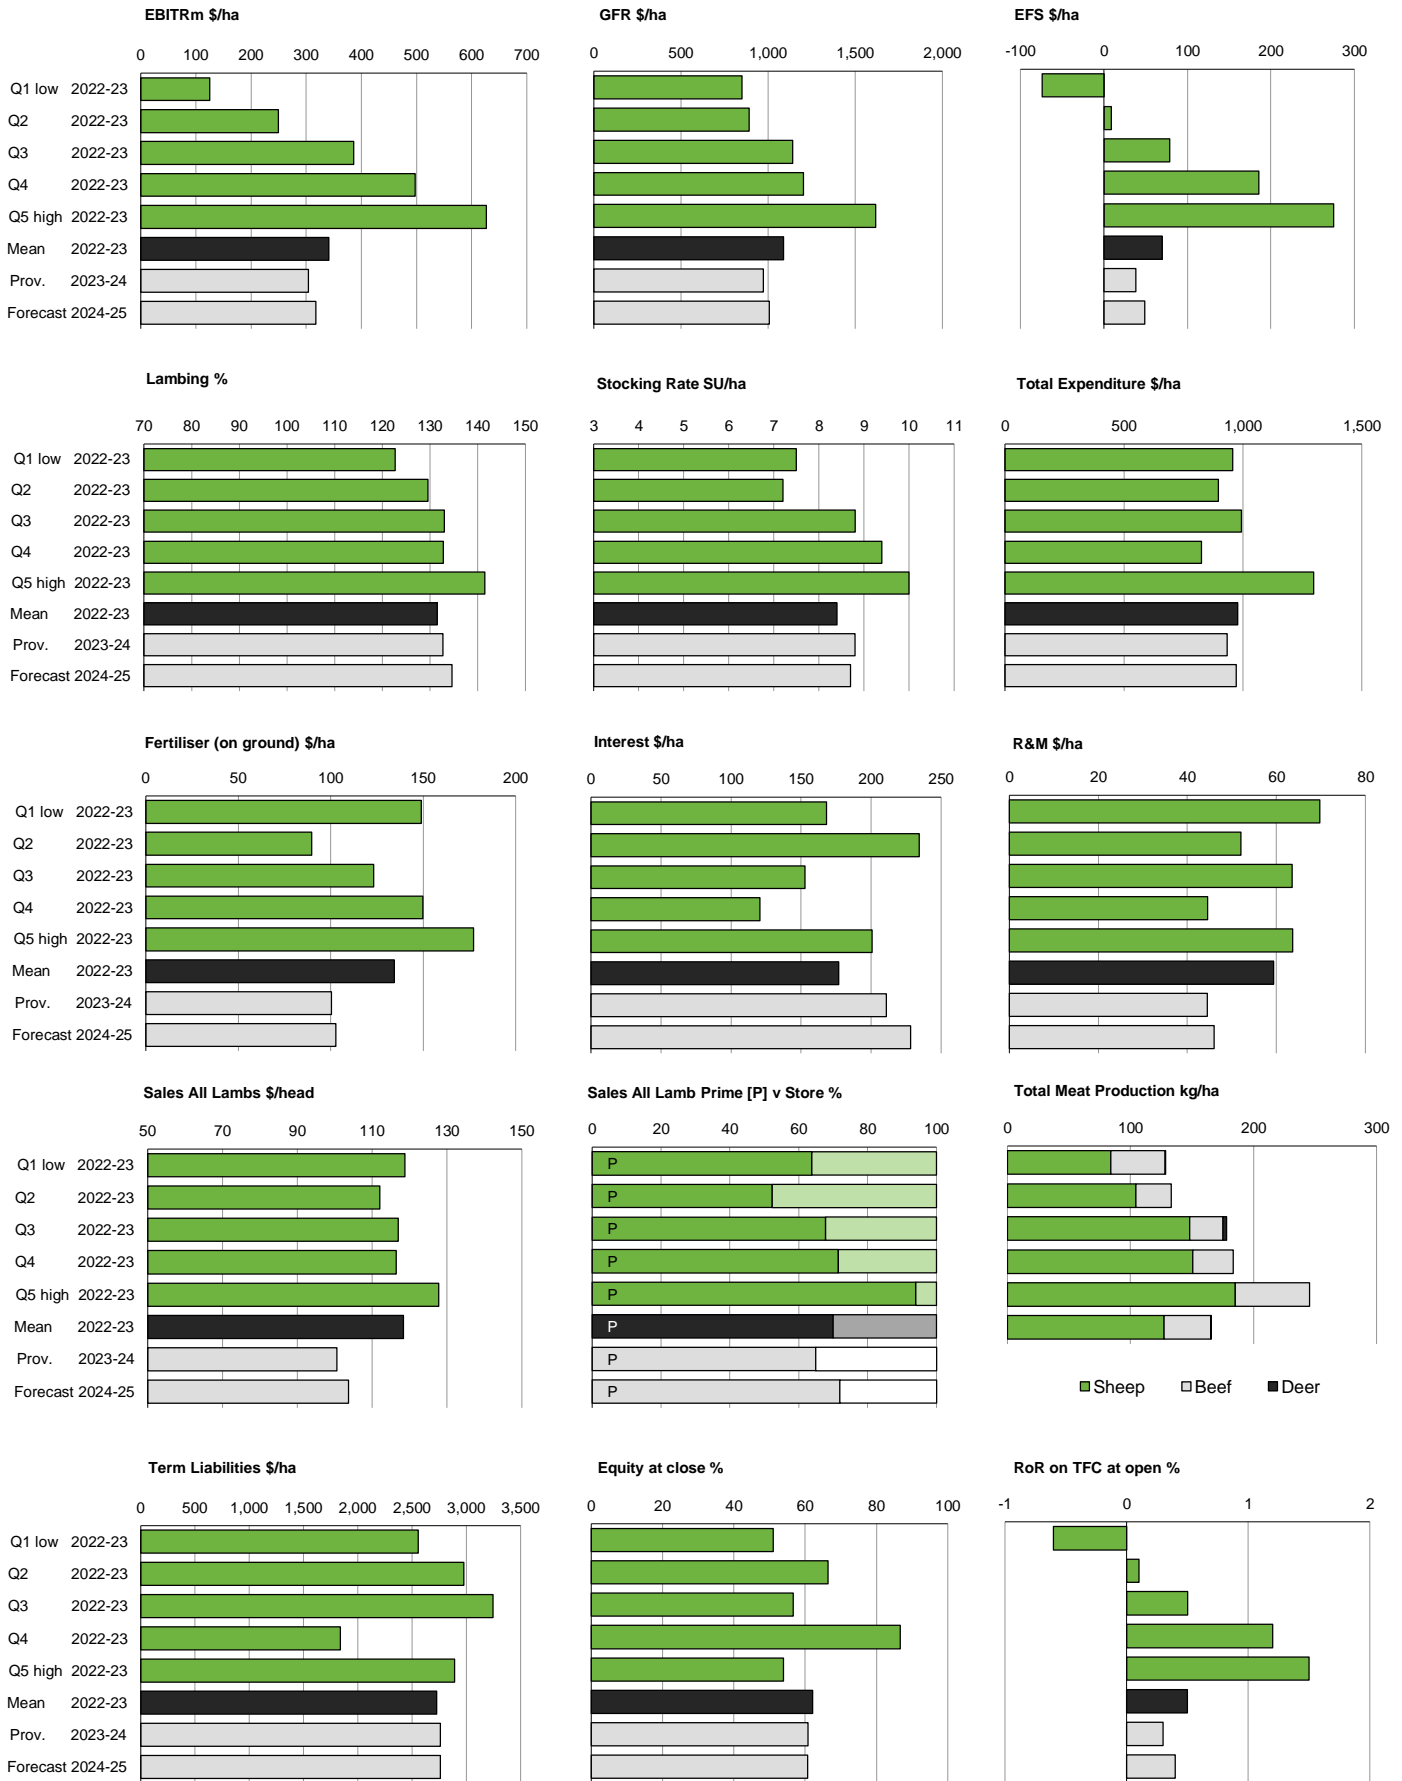 EBITRm $/ha
0 100 200 300 400 500 600 700
Q1 low 2022-23
Q2 2022-23
Q3 2022-23
Q4 2022-23
Q5 high 2022-23
Mean 2022-23
Prov. 2023-24
Forecast 2024-25
GFR $/ha
0 500 1,000 1,500 2,000
EFS $/ha
-100 0 100 200 300
Lambing %
70 80 90 100 110 120 130 140 150
Q1 low 2022-23
Q2 2022-23
Q3 2022-23
Q4 2022-23
Q5 high 2022-23
Mean 2022-23
Prov. 2023-24
Forecast 2024-25
Stocking Rate SU/ha
3 4 5 6 7 8 9 10 11
Total Expenditure $/ha
0 500 1,000 1,500
Fertiliser (on ground) $/ha
0 50 100 150 200
Q1 low 2022-23
Q2 2022-23
Q3 2022-23
Q4 2022-23
Q5 high 2022-23
Mean 2022-23
Prov. 2023-24
Forecast 2024-25
Interest $/ha
0 50 100 150 200 250
R&M $/ha
0 20 40 60 80
Sales All Lambs $/head
50 70 90 110 130 150
Q1 low 2022-23
Q2 2022-23
Q3 2022-23
Q4 2022-23
Q5 high 2022-23
Mean 2022-23
Prov. 2023-24
Forecast 2024-25
Sales All Lamb Prime [P] v Store %
0 20 40 60 80 100
P
P
P
P
P
P
P
P
Total Meat Production kg/ha
0 100 200 300
Sheep Beef Deer
Term Liabilities $/ha
0 500 1,000 1,500 2,000 2,500 3,000 3,500
Q1 low 2022-23
Q2 2022-23
Q3 2022-23
Q4 2022-23
Q5 high 2022-23
Mean 2022-23
Prov. 2023-24
Forecast 2024-25
Equity at close %
0 20 40 60 80 100
RoR on TFC at open %
-1 0 1 2